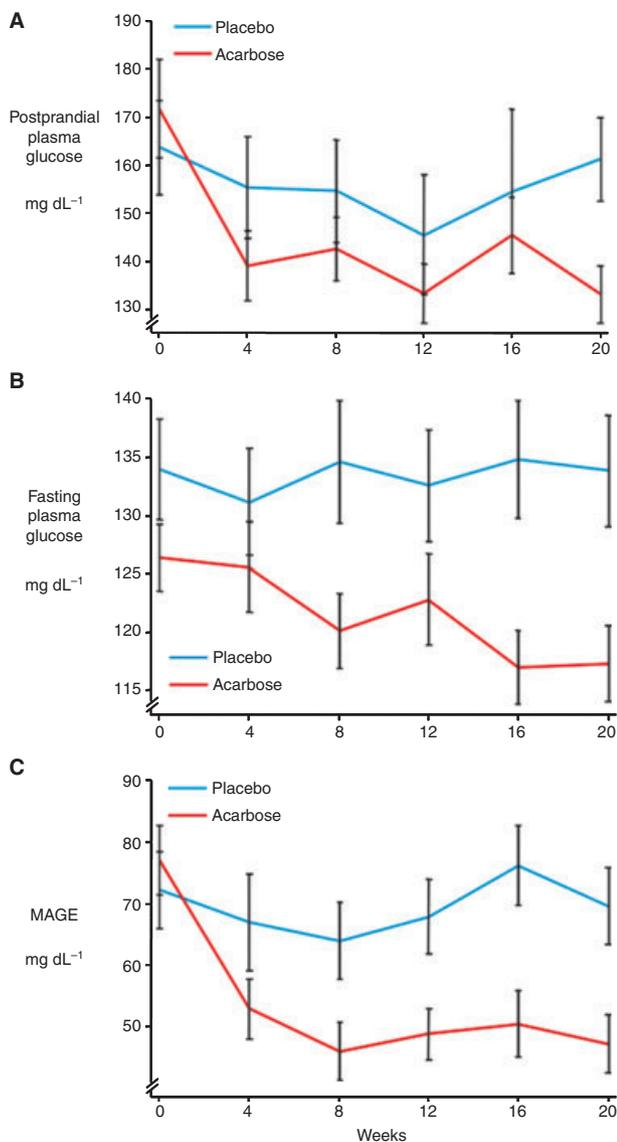 A
190
Placebo
Acarbose
180
170
Postprandial
plasma
glucose
160
mg dL⁻¹
150
140
130
0 4 8 12 16 20
B
140
135
Fasting
plasma
glucose
130
mg dL⁻¹
125
120
Placebo
Acarbose
115
0 4 8 12 16 20
C
90
Placebo
Acarbose
80
MAGE
70
mg dL⁻¹
60
50
0 4 8 12 16 20
Weeks